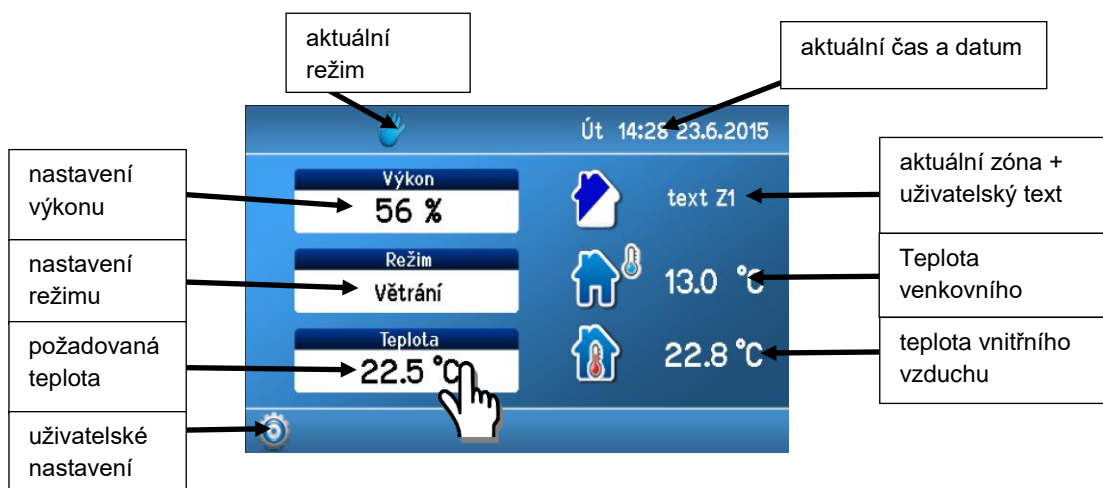 aktuální
režim
aktuální čas a datum
Út 14:28 23.6.2015
nastavení
výkonu
Výkon
56 %
text Z1
aktuální zóna +
uživatelský text
nastavení
režimu
Režim
Větrání
13.0 °C
Teplota
venkovního
požadovaná
teplota
Teplota
22.5 °C
22.8 °C
teplota vnitřního
vzduchu
uživatelské
nastavení